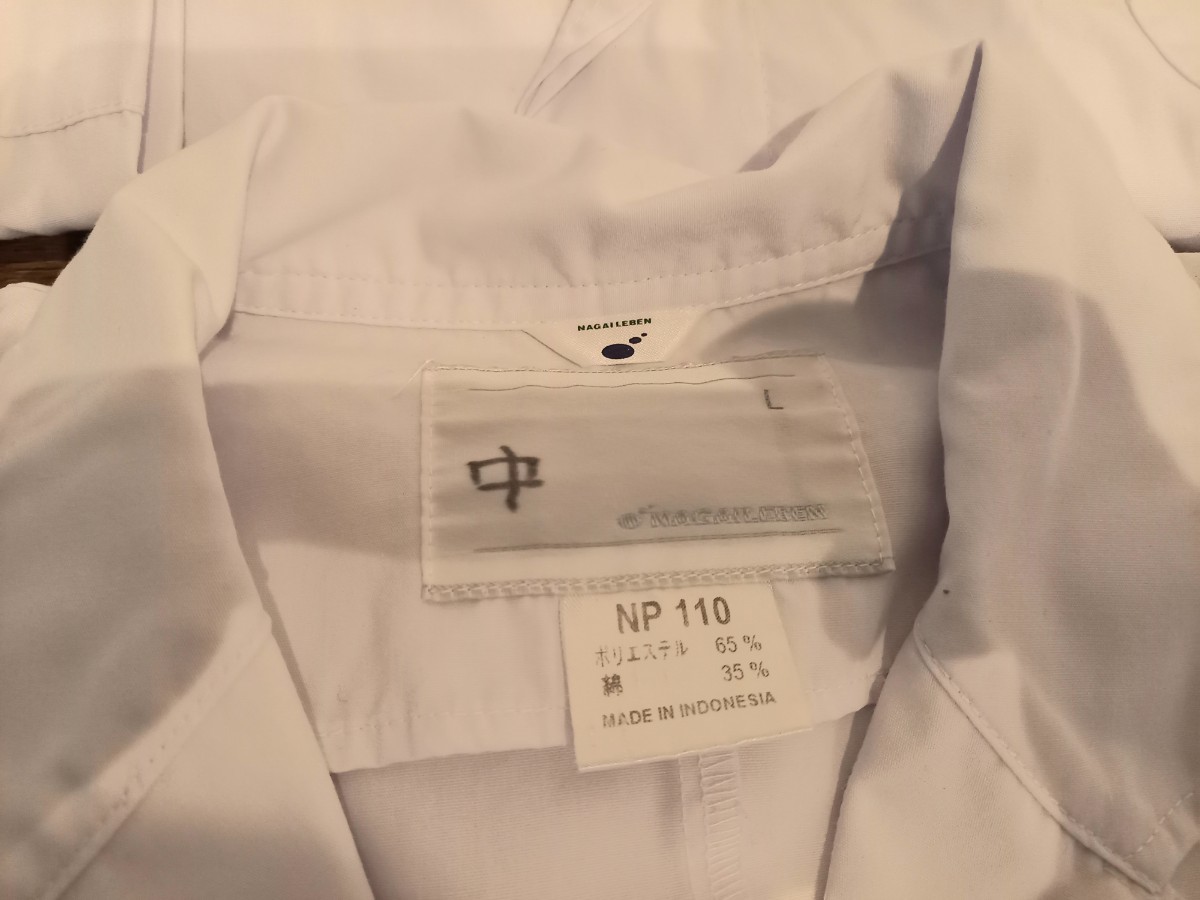 NAGAILEBEN
L
中
NAGAILEBEN
NP 110
ポリエステル 65%
綿 35%
MADE IN INDONESIA